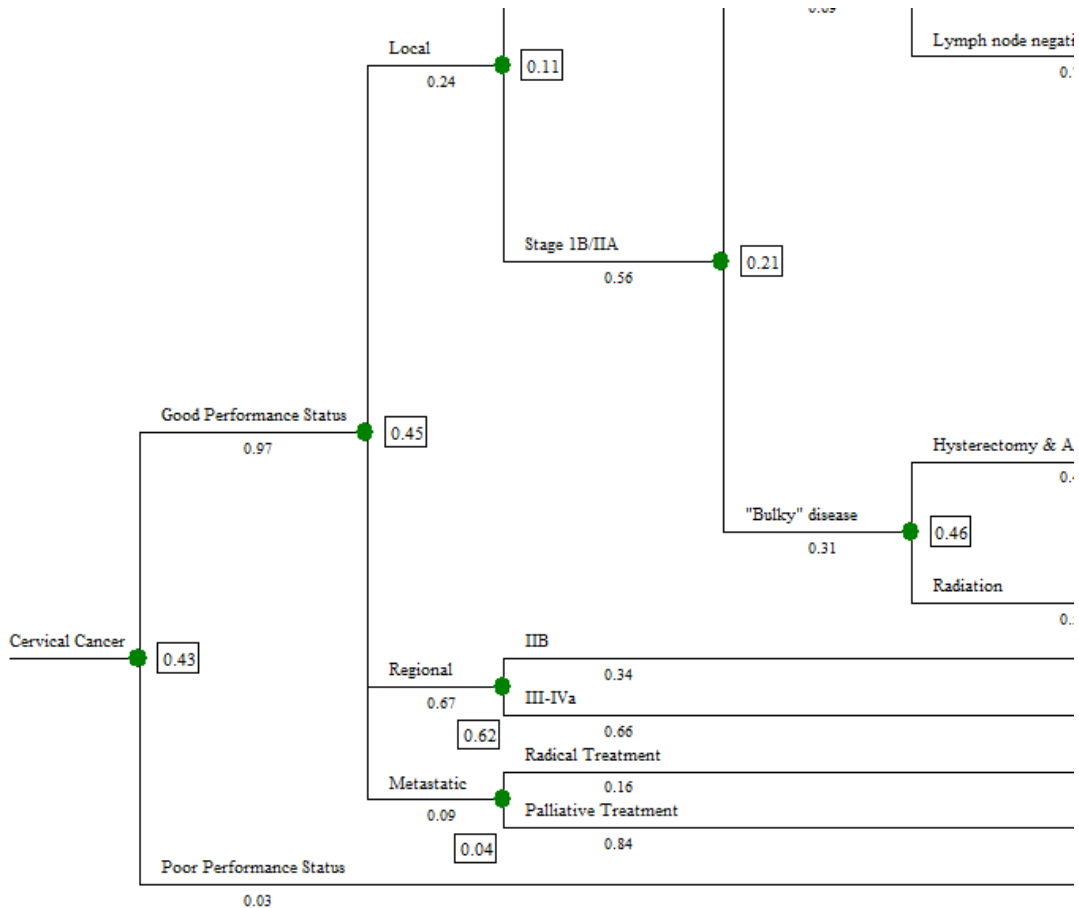 Local
0.24
0.11
Lymph node negati
Stage 1B/IIA
0.56
0.21
Good Performance Status
0.97
0.45
Hysterectomy & A
"Bulky" disease
0.31
0.46
Radiation
Cervical Cancer
0.43
IIB
0.34
Regional
0.67
0.62
III-IVa
0.66
Radical Treatment
0.16
Metastatic
0.09
0.04
Palliative Treatment
0.84
Poor Performance Status
0.03